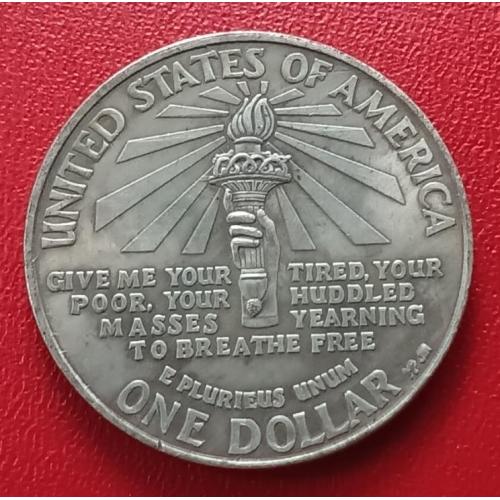 UNITED STATES OF AMERICA
GIVE ME YOUR TIRED, YOUR
POOR, YOUR HUDDLED
MASSES YEARNING
TO BREATHE FREE
E PLURIEUS UNUM
ONE DOLLAR